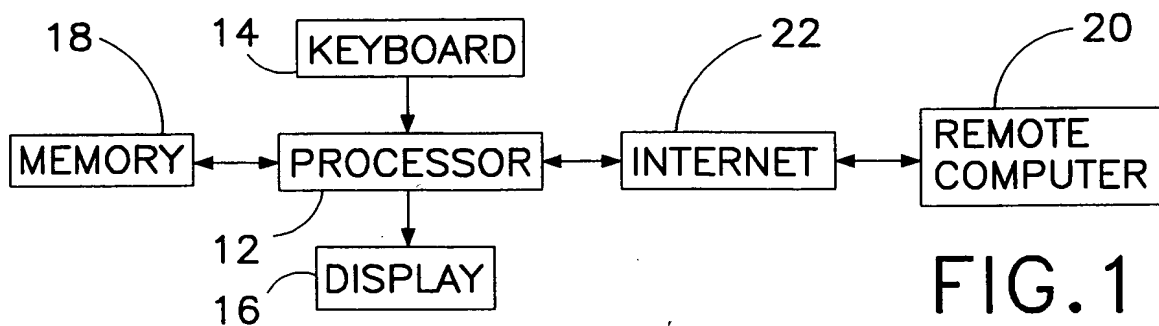 18
14
KEYBOARD
22
20
MEMORY
PROCESSOR
INTERNET
REMOTE
COMPUTER
12
16
DISPLAY
FIG.1